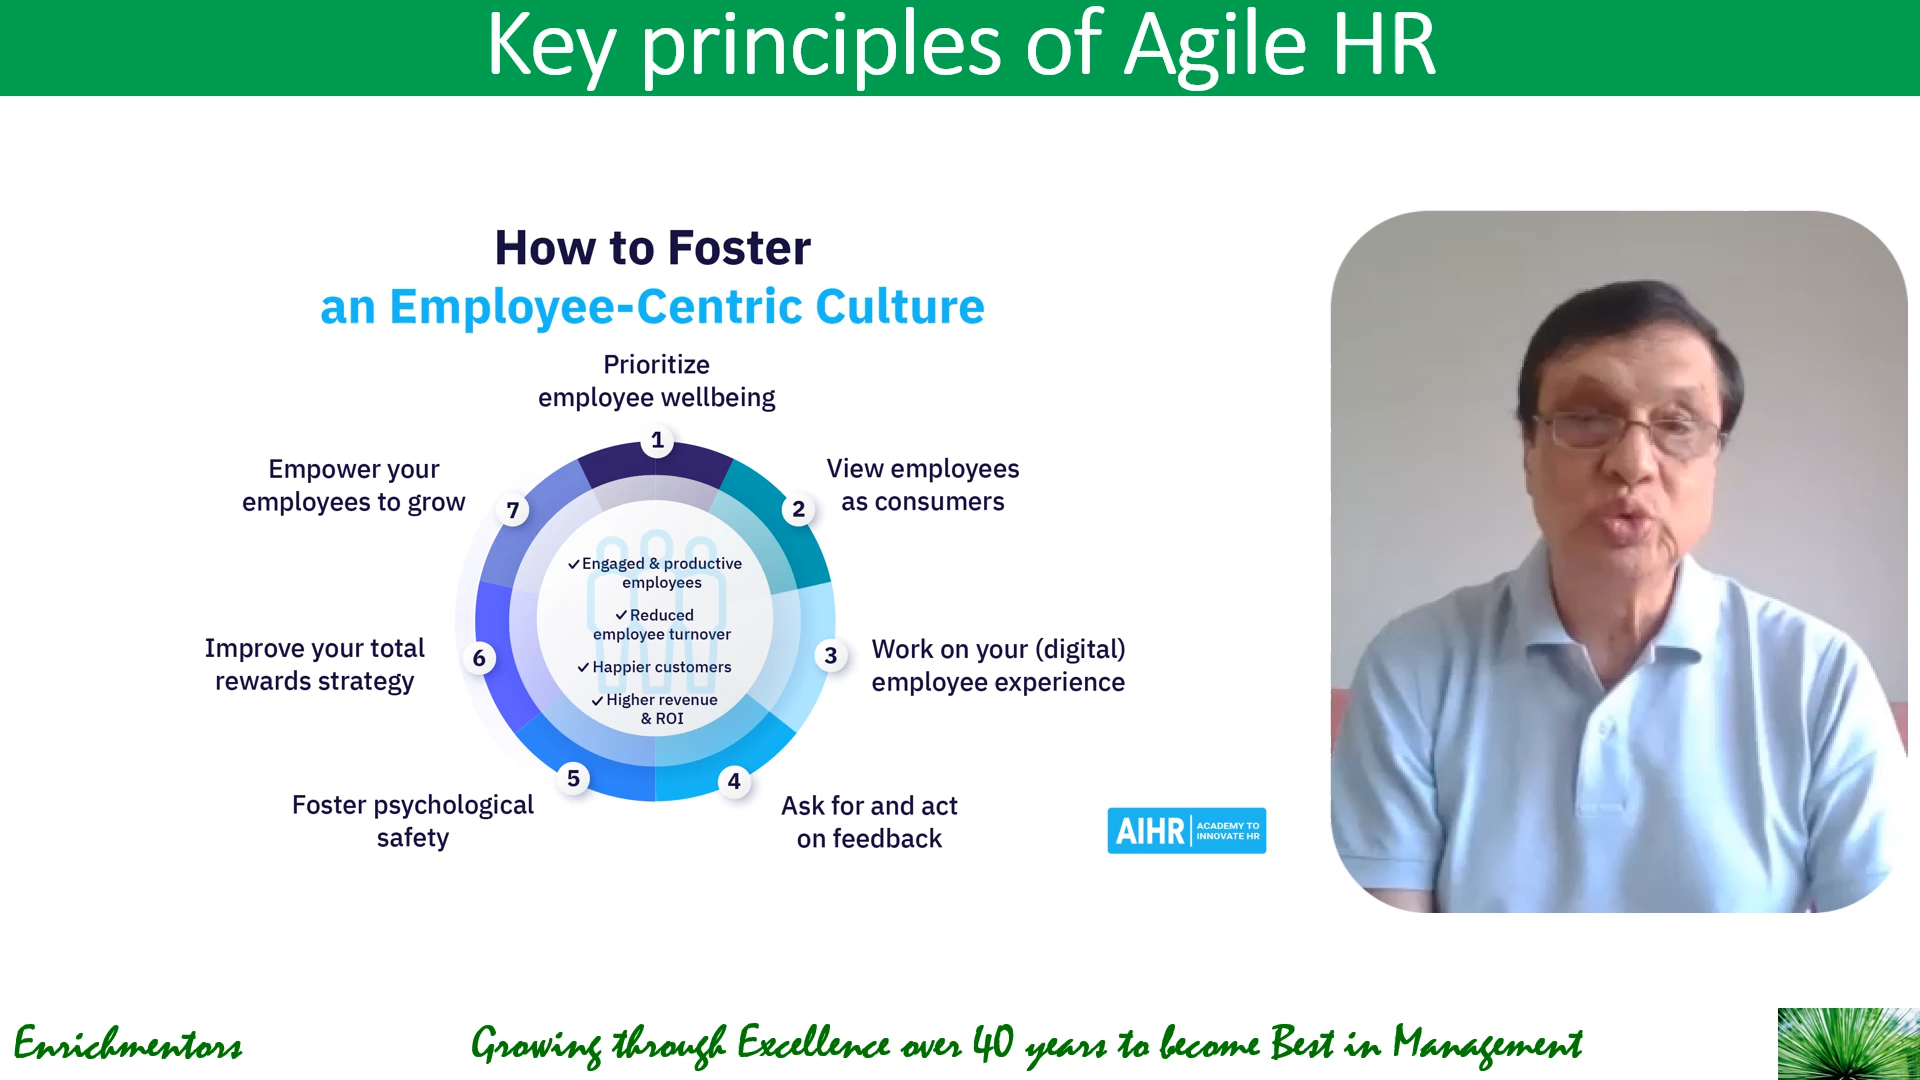 Key principles of Agile HR
How to Foster
an Employee-Centric Culture
Prioritize
employee wellbeing
1
View employees
as consumers
2
Work on your (digital)
employee experience
3
Ask for and act
on feedback
4
Foster psychological
safety
5
Improve your total
rewards strategy
6
Empower your
employees to grow
7
✓ Engaged & productive
employees
✓ Reduced
employee turnover
✓ Happier customers
✓ Higher revenue
& ROI
AIHR
ACADEMY TO
INNOVATE HR
Enrichmentors
Growing through Excellence over 40 years to become Best in Management